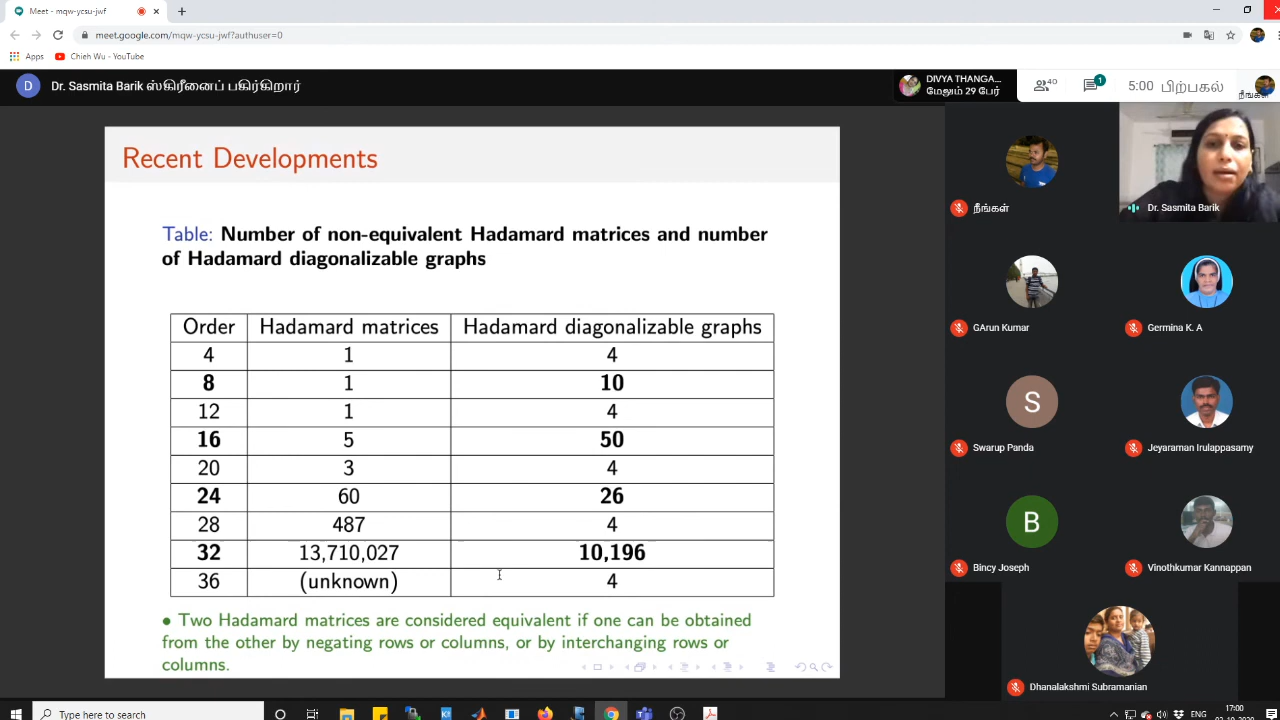 Meet - mqw-ycsu-jwf
meet.google.com/mqw-ycsu-jwf?authuser=0
Apps
Chieh Wu - YouTube
D
Dr. Sasmita Barik ஸ்கிரீனைப் பகிர்கிறார்
DIVYA THANGA...
மேலும் 29 பேர்
40
1
5:00 பிற்பகல்
நீங்கள்
Recent Developments
Table: Number of non-equivalent Hadamard matrices and number
of Hadamard diagonalizable graphs
Order Hadamard matrices Hadamard diagonalizable graphs
4 1 4
8 1 10
12 1 4
16 5 50
20 3 4
24 60 26
28 487 4
32 13,710,027 10,196
36 (unknown) 4
• Two Hadamard matrices are considered equivalent if one can be obtained
from the other by negating rows or columns, or by interchanging rows or
columns.
நீங்கள்
Dr. Sasmita Barik
GArun Kumar
Germina K. A
S
Swarup Panda
Jeyaraman Irulappasamy
B
Bincy Joseph
Vinothkumar Kannappan
Dhanalakshmi Subramanian
Type here to search
ENG
17:00
02-10-2020